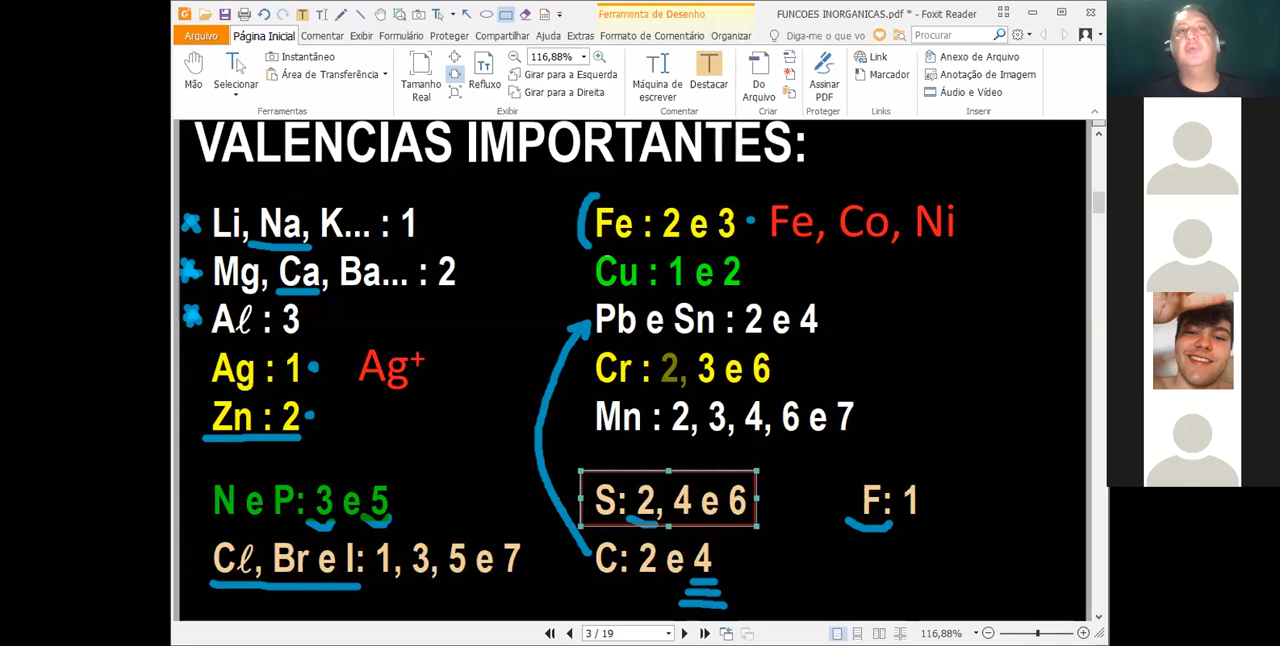 Ferramenta de Desenho
FUNCOES INORGANICAS.pdf * - Foxit Reader
Arquivo Página Inicial Comentar Exibir Formulário Proteger Compartilhar Ajuda Extras Formato de Comentário Organizar
Diga-me o que vo
Procurar
Mão
Selecionar
Instantâneo
Área de Transferência
Ferramentas
Tamanho Real
Refluxo
116,88%
Girar para a Esquerda
Girar para a Direita
Exibir
Máquina de escrever
Destacar
Comentar
Do Arquivo
Criar
Assinar PDF
Proteger
Link
Marcador
Links
Anexo de Arquivo
Anotação de Imagem
Áudio e Vídeo
Inserir
VALENCIAS IMPORTANTES:
Li, Na, K... : 1
Mg, Ca, Ba... : 2
Aℓ : 3
Ag : 1 Ag⁺
Zn : 2
N e P: 3 e 5
Cℓ, Br e I: 1, 3, 5 e 7
Fe : 2 e 3 Fe, Co, Ni
Cu : 1 e 2
Pb e Sn : 2 e 4
Cr : 2, 3 e 6
Mn : 2, 3, 4, 6 e 7
S: 2, 4 e 6 F: 1
C: 2 e 4
3 / 19
116,88%